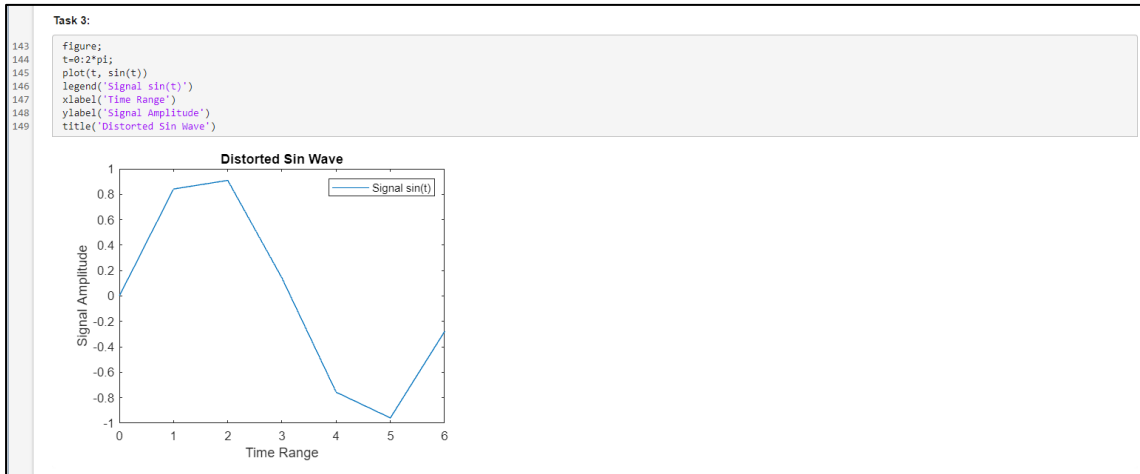 Task 3:
143 figure;
144 t=0:2*pi;
145 plot(t, sin(t))
146 legend('Signal sin(t)')
147 xlabel('Time Range')
148 ylabel('Signal Amplitude')
149 title('Distorted Sin Wave')
Distorted Sin Wave
Signal sin(t)
1
0.8
0.6
0.4
0.2
0
-0.2
-0.4
-0.6
-0.8
-1
Signal Amplitude
0 1 2 3 4 5 6
Time Range